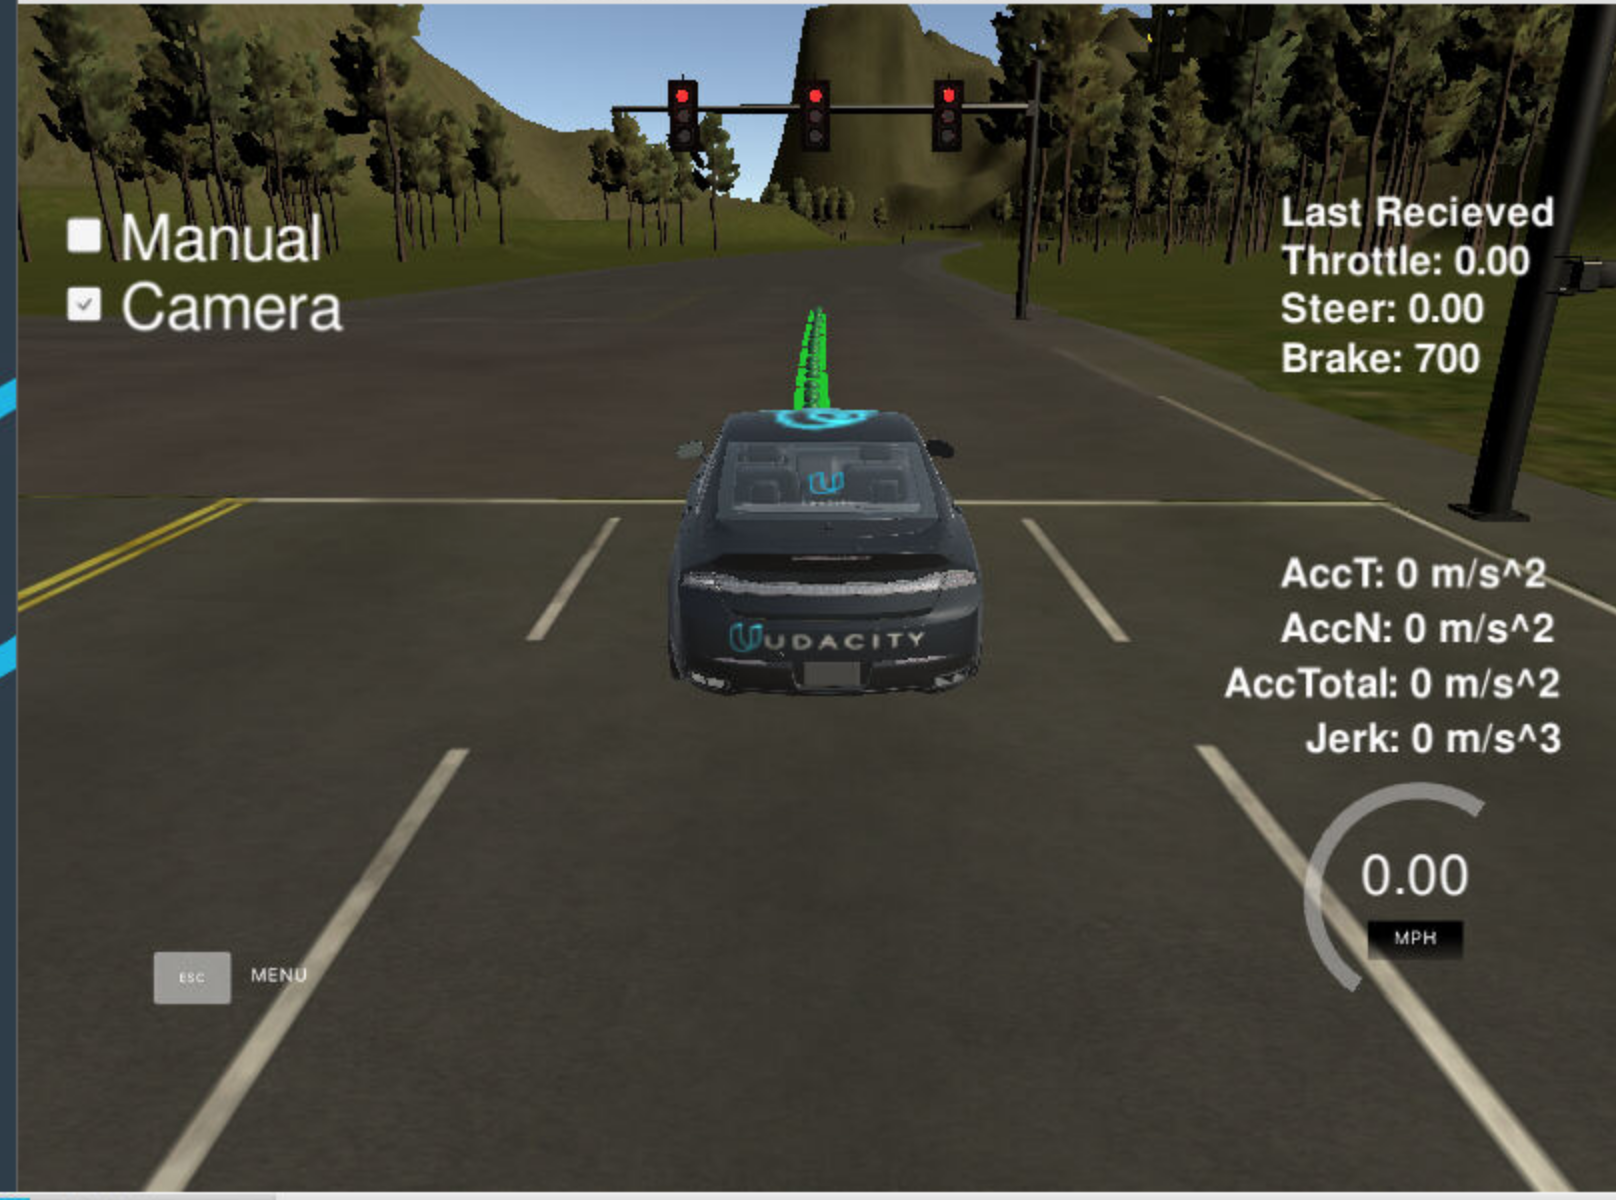 Manual
Camera
Last Recieved
Throttle: 0.00
Steer: 0.00
Brake: 700
UDACITY
AccT: 0 m/s^2
AccN: 0 m/s^2
AccTotal: 0 m/s^2
Jerk: 0 m/s^3
0.00
MPH
ESC MENU